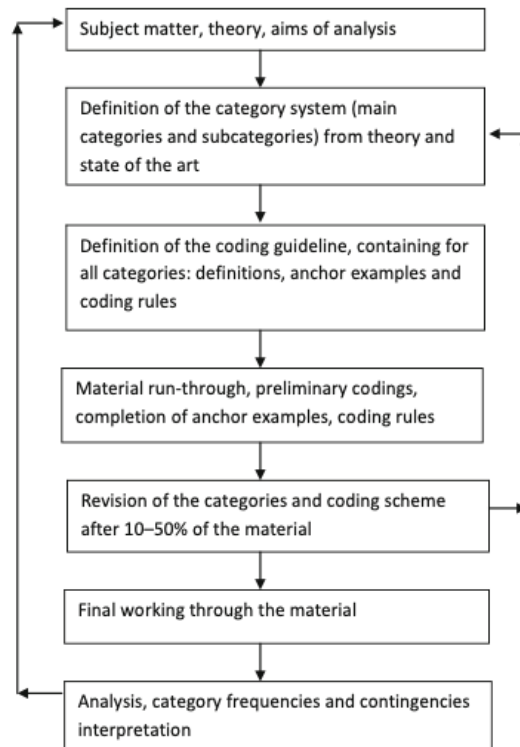 Subject matter, theory, aims of analysis
Definition of the category system (main
categories and subcategories) from theory and
state of the art
Definition of the coding guideline, containing for
all categories: definitions, anchor examples and
coding rules
Material run-through, preliminary codings,
completion of anchor examples, coding rules
Revision of the categories and coding scheme
after 10–50% of the material
Final working through the material
Analysis, category frequencies and contingencies
interpretation